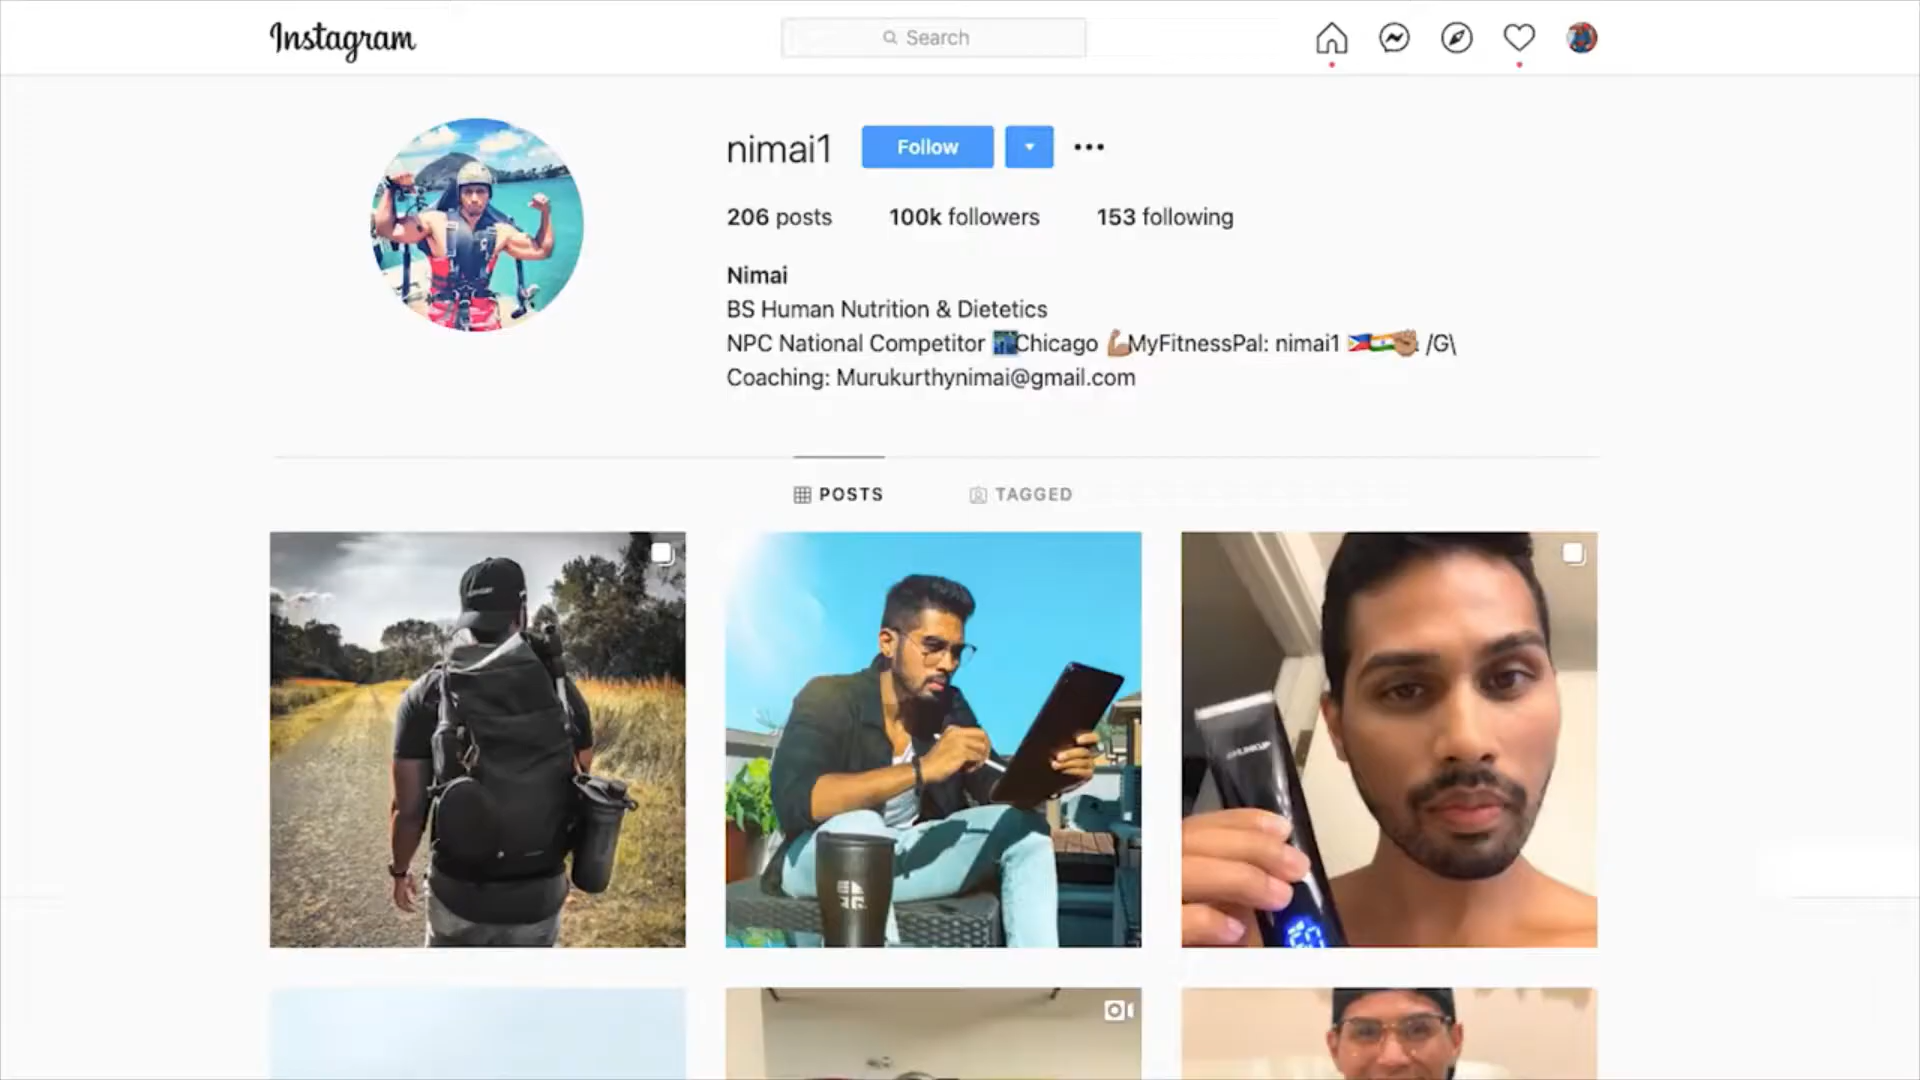 Instagram
Search
nimai1 Follow
206 posts 100k followers 153 following
Nimai
BS Human Nutrition & Dietetics
NPC National Competitor Chicago MyFitnessPal: nimai1 /G\
Coaching: Murukurthynimai@gmail.com
POSTS TAGGED